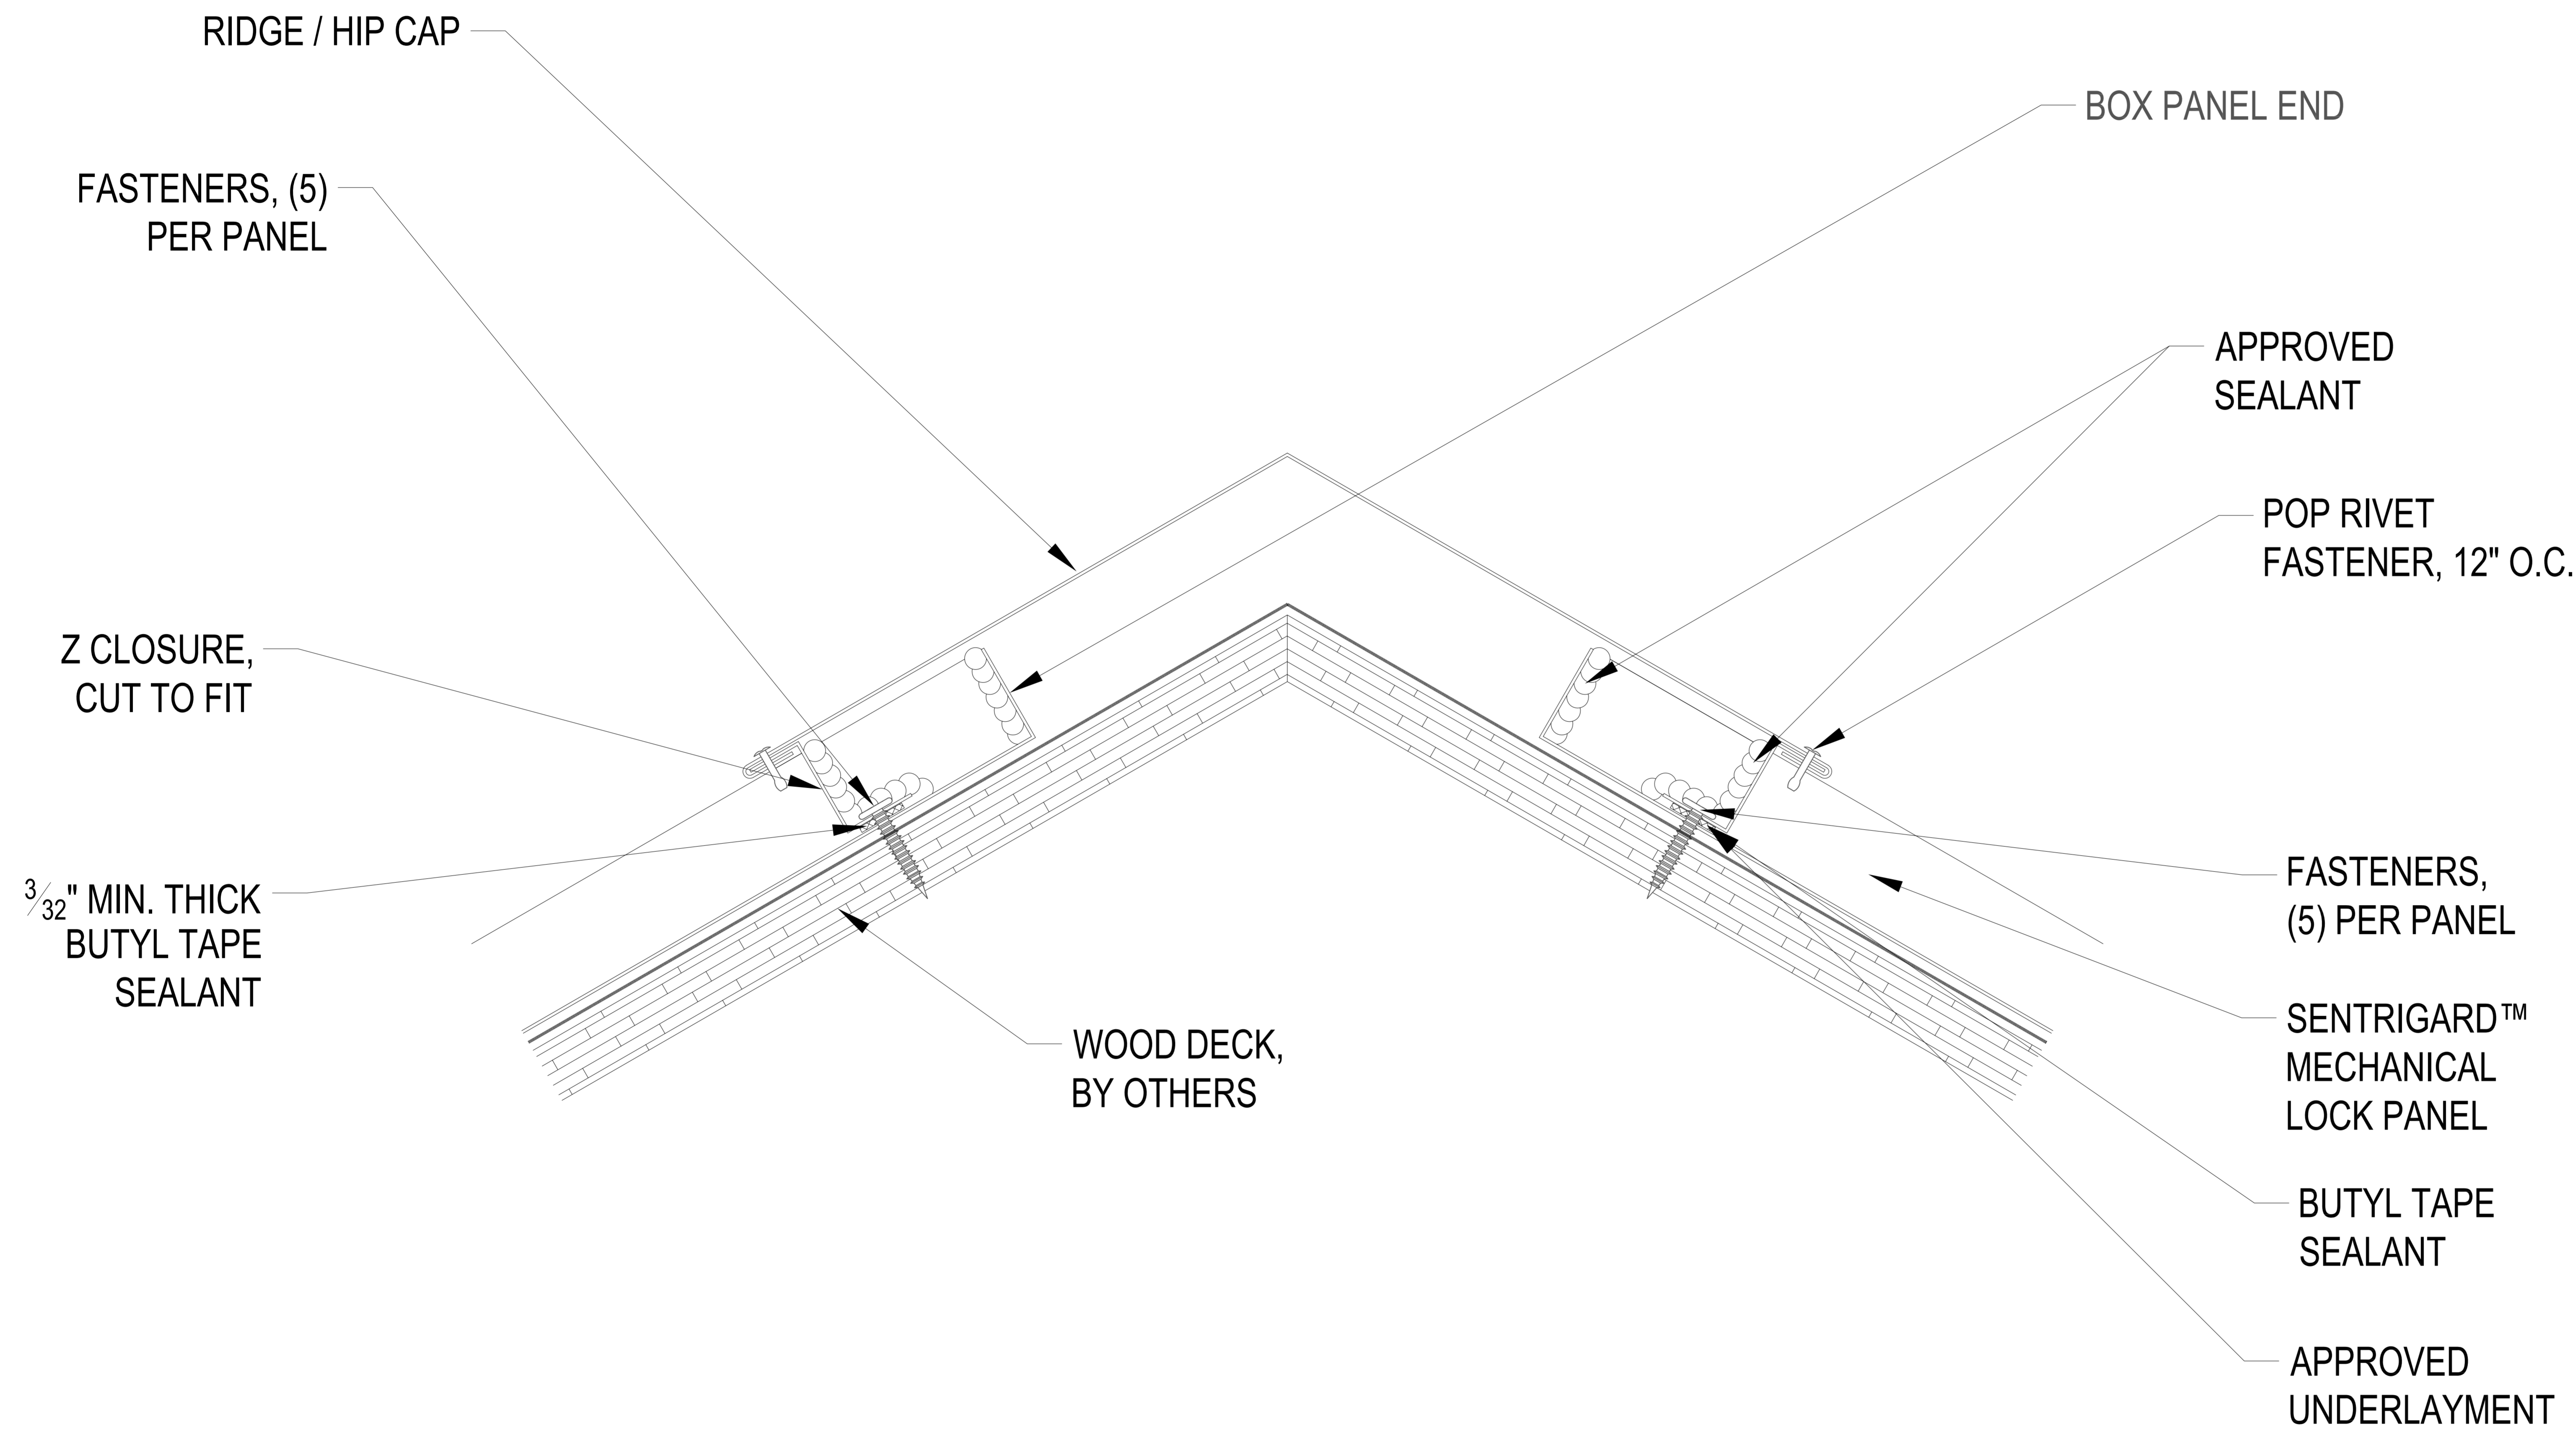 RIDGE / HIP CAP
BOX PANEL END
FASTENERS, (5)
PER PANEL
APPROVED
SEALANT
POP RIVET
FASTENER, 12" O.C.
Z CLOSURE,
CUT TO FIT
3/32" MIN. THICK
BUTYL TAPE
SEALANT
FASTENERS,
(5) PER PANEL
WOOD DECK,
BY OTHERS
SENTRIGARD™
MECHANICAL
LOCK PANEL
BUTYL TAPE
SEALANT
APPROVED
UNDERLAYMENT